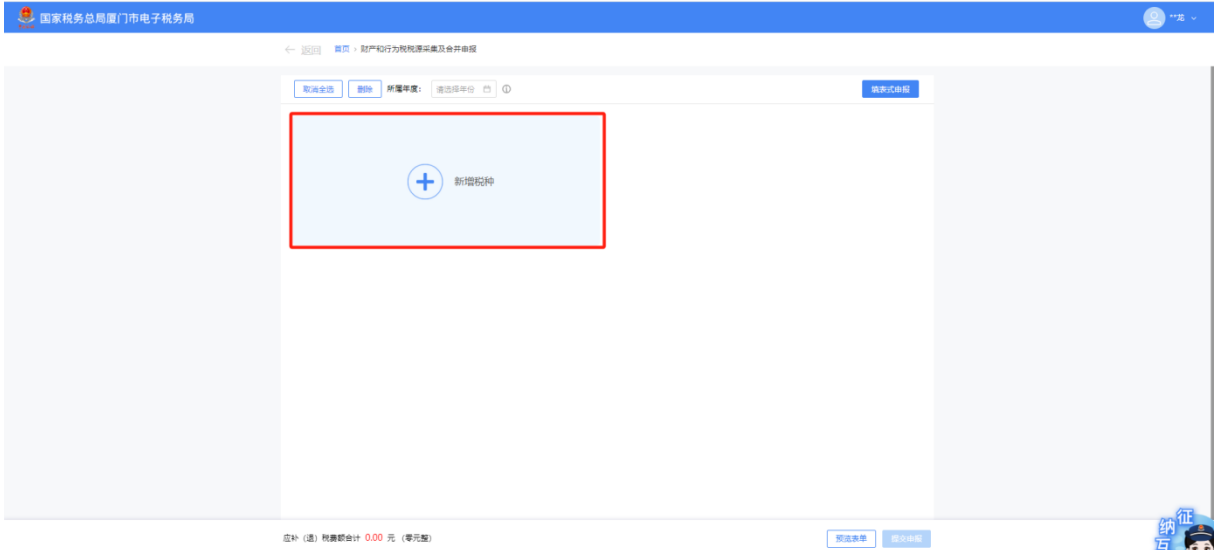 国家税务总局厦门市电子税务局
**龙
← 返回 首页 › 财产和行为税税源采集及合并申报
取消全选 删除 所属年度： 请选择年份 填表式申报
新增税种
应补（退）税费额合计 0.00 元 （零元整） 预览表单 提交申报
征
纳
互